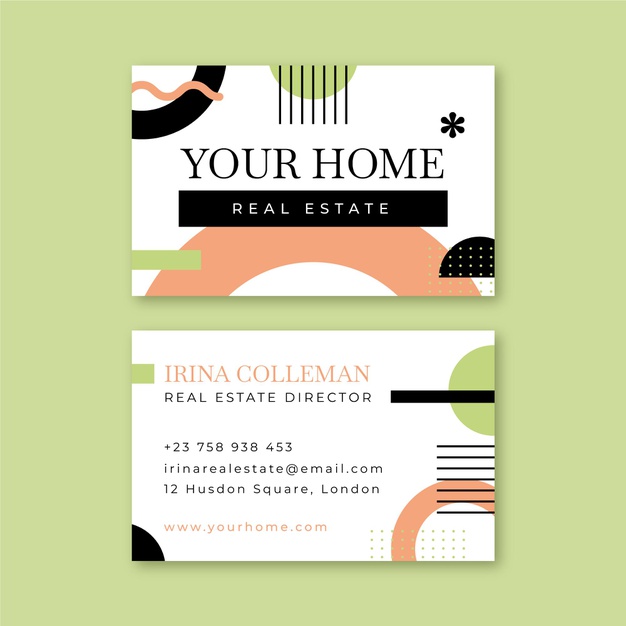 YOUR HOME
REAL ESTATE
IRINA COLLEMAN
REAL ESTATE DIRECTOR
+23 758 938 453
irinarealestate@email.com
12 Husdon Square, London
www.yourhome.com